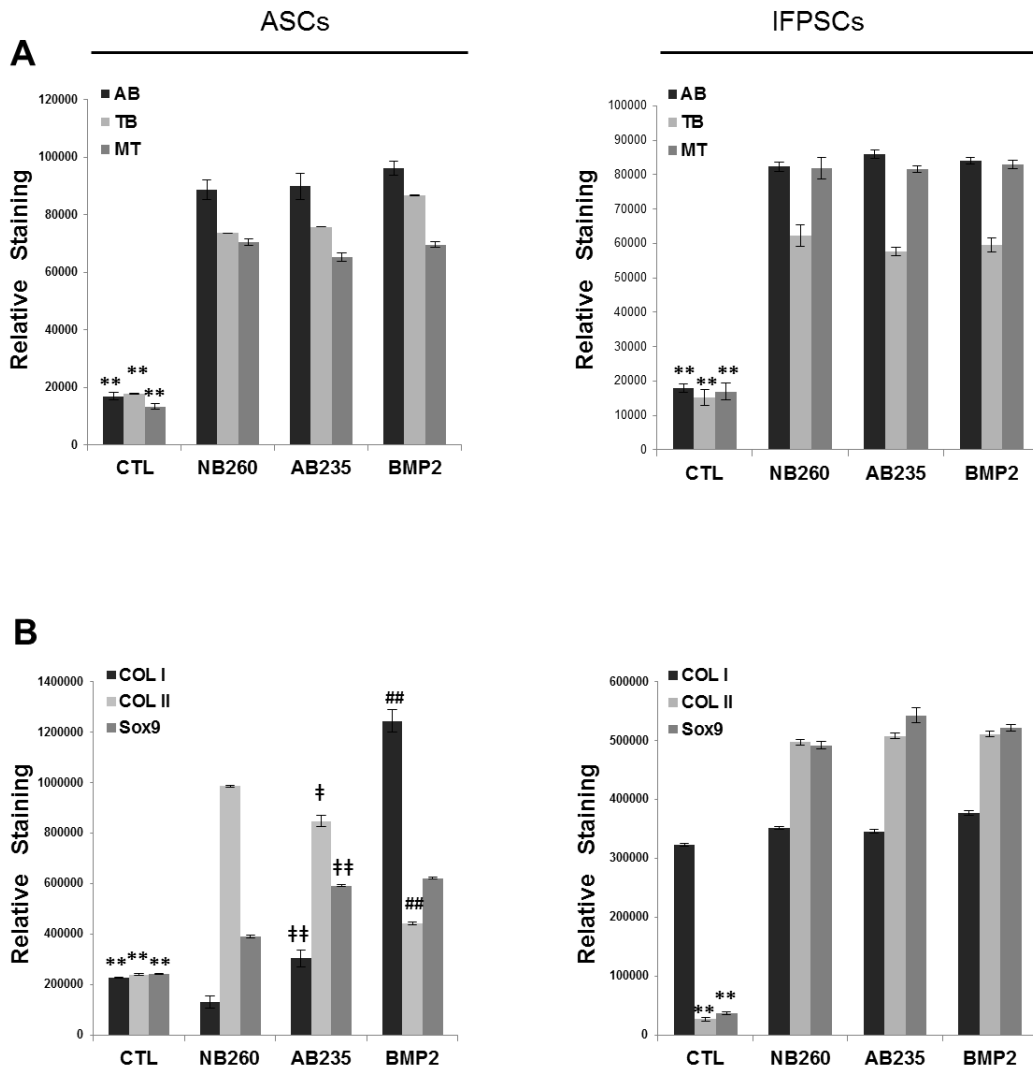 ASCs
IFPSCs
A
AB
TB
MT
Relative Staining
120000
100000
80000
60000
40000
20000
0
** ** **
CTL NB260 AB235 BMP2
AB
TB
MT
Relative Staining
100000
90000
80000
70000
60000
50000
40000
30000
20000
10000
0
** ** **
CTL NB260 AB235 BMP2
B
COL I
COL II
Sox9
Relative Staining
1400000
1200000
1000000
800000
600000
400000
200000
0
** ** **
‡‡ ‡ ‡‡
## ##
CTL NB260 AB235 BMP2
COL I
COL II
Sox9
Relative Staining
600000
500000
400000
300000
200000
100000
0
** **
CTL NB260 AB235 BMP2